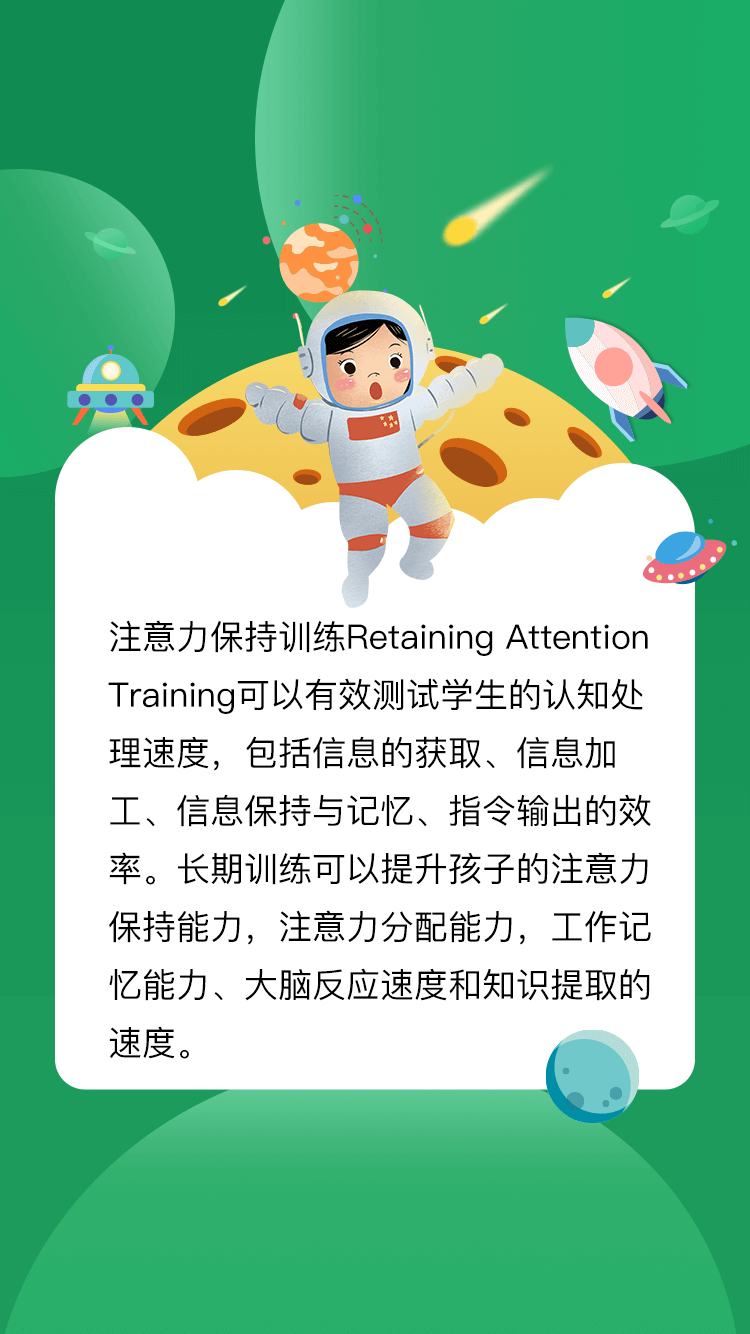 注意力保持训练Retaining Attention
Training可以有效测试学生的认知处
理速度，包括信息的获取、信息加
工、信息保持与记忆、指令输出的效
率。长期训练可以提升孩子的注意力
保持能力，注意力分配能力，工作记
忆能力、大脑反应速度和知识提取的
速度。